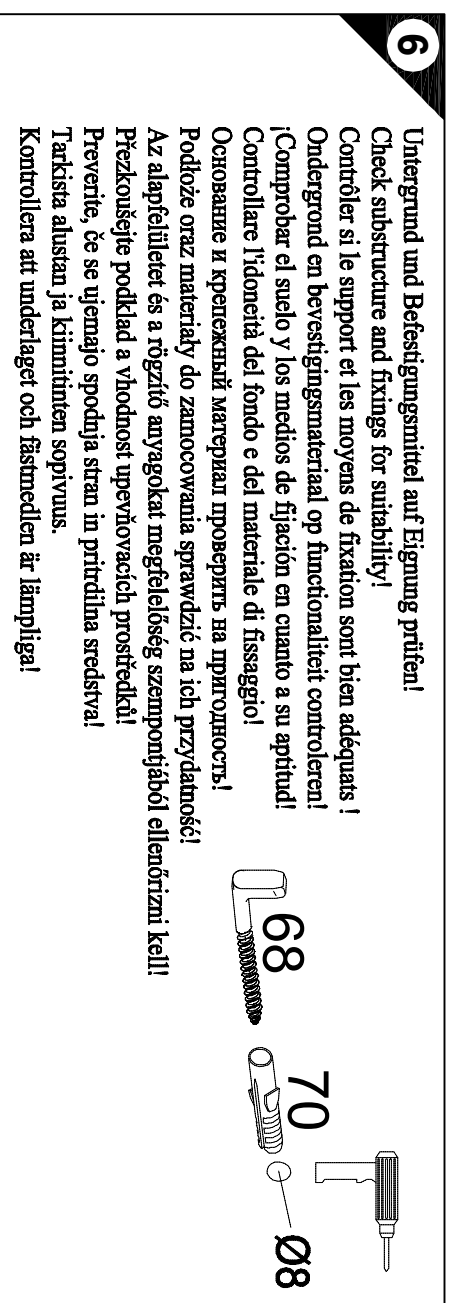 6
Untergrund und Befestigungsmittel auf Eignung prüfen!
Check substructure and fixings for suitability!
Contrôler si le support et les moyens de fixation sont bien adéquats !
Ondergrond en bevestigingsmateriaal op functionaliteit controleren!
¡Comprobar el suelo y los medios de fijación en cuanto a su aptitud!
Controllare l'idoneità del fondo e del materiale di fissaggio!
Основание и крепежный материал проверить на пригодность!
Podłoże oraz materiały do zamocowania sprawdzić na ich przydatność!
Az alapfelületet és a rögzítő anyagokat megfelelőség szempontjából ellenőrizni kell!
Přezkoušejte podklad a vhodnost upevňovacích prostředků!
Preverite, če se ujemajo spodnja stran in pritrdilna sredstva!
Tarkista alustan ja kiinnitinten sopivuus.
Kontrollera att underlaget och fästmedlen är lämpliga!
68
70
Ø8